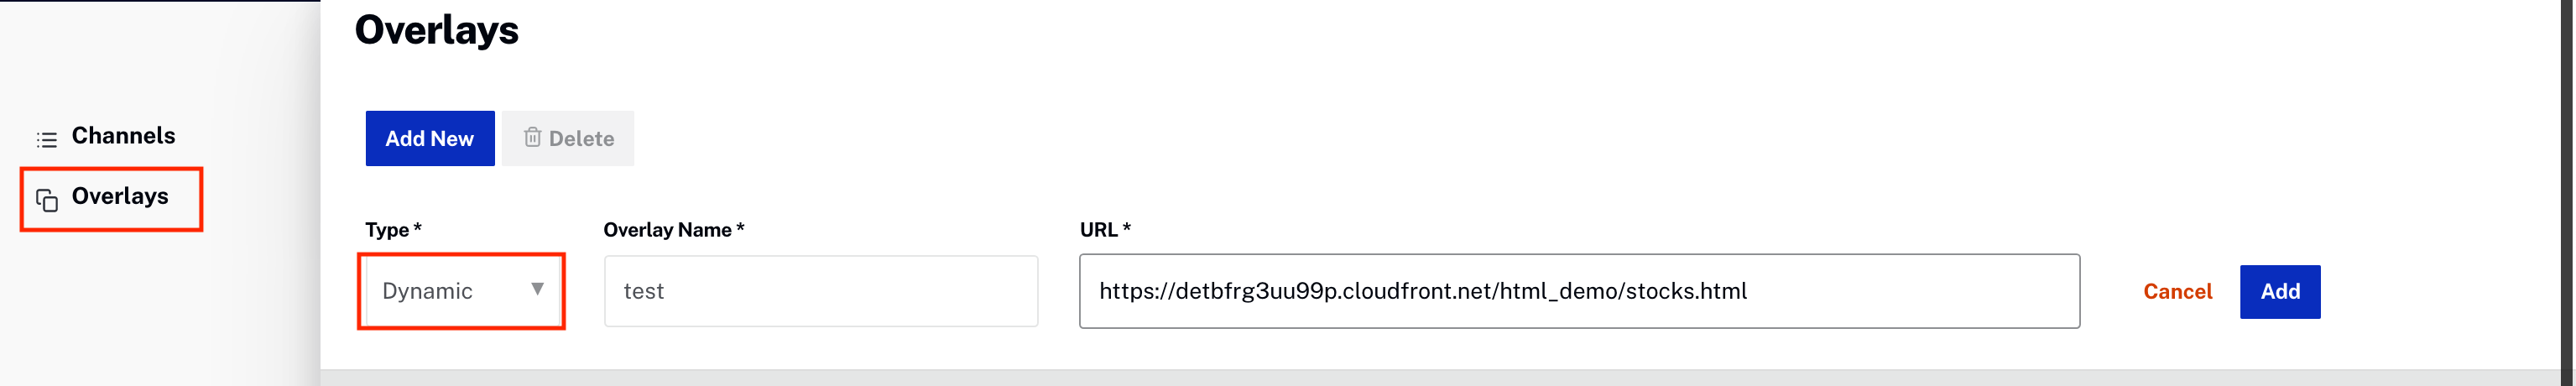 Overlays
Channels
Overlays
Add New
Delete
Type *
Overlay Name *
URL *
Dynamic
test
https://detbfrg3uu99p.cloudfront.net/html_demo/stocks.html
Cancel
Add